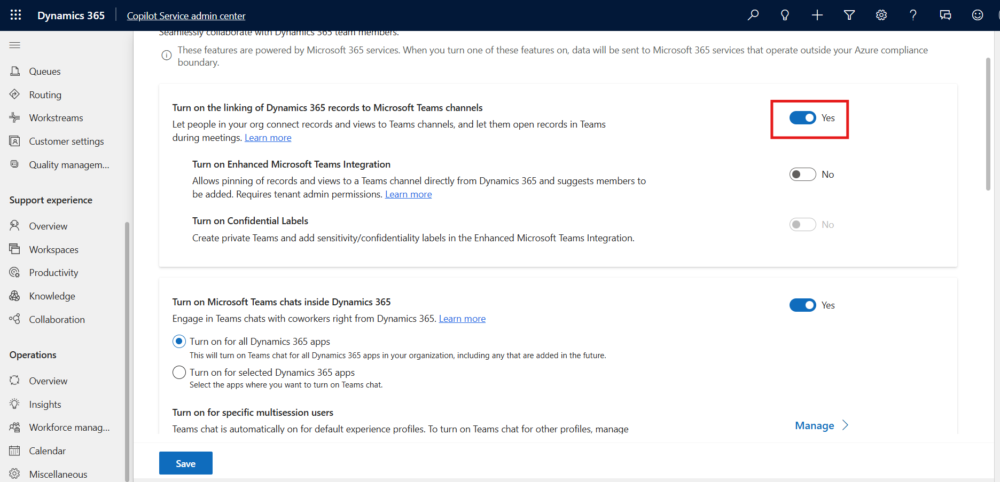 Dynamics 365
Copilot Service admin center
Queues
Routing
Workstreams
Customer settings
Quality managem...
Support experience
Overview
Workspaces
Productivity
Knowledge
Collaboration
Operations
Overview
Insights
Workforce manag...
Calendar
Miscellaneous
Seamlessly collaborate with Dynamics 365 team members.
These features are powered by Microsoft 365 services. When you turn one of these features on, data will be sent to Microsoft 365 services that operate outside your Azure compliance
boundary.
Turn on the linking of Dynamics 365 records to Microsoft Teams channels
Yes
Let people in your org connect records and views to Teams channels, and let them open records in Teams
during meetings. Learn more
Turn on Enhanced Microsoft Teams Integration
No
Allows pinning of records and views to a Teams channel directly from Dynamics 365 and suggests members to
be added. Requires tenant admin permissions. Learn more
Turn on Confidential Labels
No
Create private Teams and add sensitivity/confidentiality labels in the Enhanced Microsoft Teams Integration.
Turn on Microsoft Teams chats inside Dynamics 365
Yes
Engage in Teams chats with coworkers right from Dynamics 365. Learn more
Turn on for all Dynamics 365 apps
This will turn on Teams chat for all Dynamics 365 apps in your organization, including any that are added in the future.
Turn on for selected Dynamics 365 apps
Select the apps where you want to turn on Teams chat.
Turn on for specific multisession users
Teams chat is automatically on for default experience profiles. To turn on Teams chat for other profiles, manage
Manage
Save